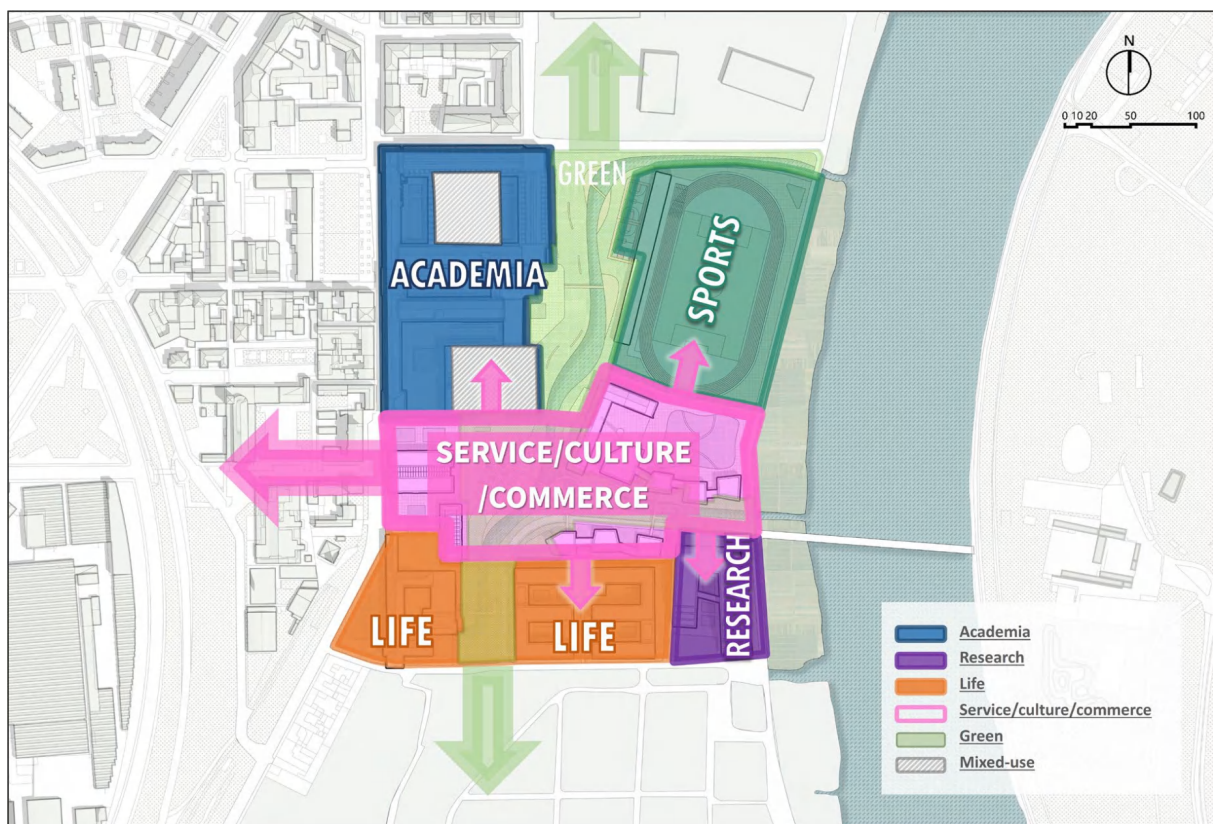 N
0 10 20 50 100
GREEN
ACADEMIA
SPORTS
SERVICE/CULTURE
/COMMERCE
LIFE
LIFE
RESEARCH
Academia
Research
Life
Service/culture/commerce
Green
Mixed-use